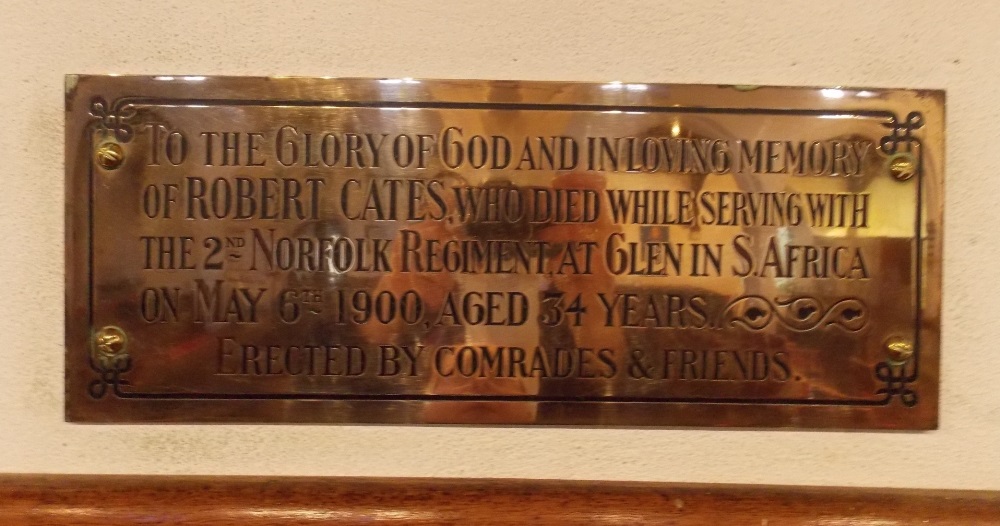 To the Glory of God and in loving memory
of ROBERT CATES, who died while serving with
the 2ND Norfolk Regiment, at Glen in S. Africa
on May 6TH 1900, aged 34 years.
Erected by comrades & friends.